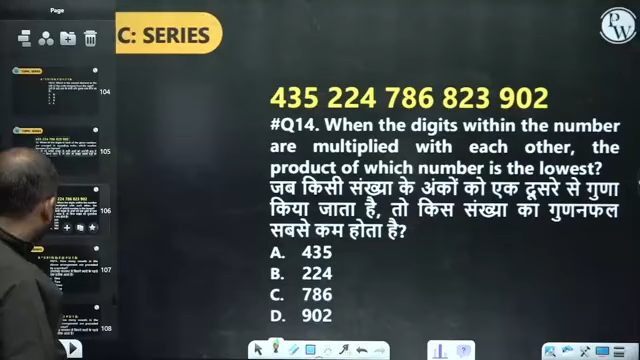 Page
C: SERIES
PW
435 224 786 823 902
#Q14. When the digits within the number
are multiplied with each other, the
product of which number is the lowest?
जब किसी संख्या के अंकों को एक दूसरे से गुणा
किया जाता है, तो किस संख्या का गुणनफल
सबसे कम होता है?
A. 435
B. 224
C. 786
D. 902
104
105
106
107
108